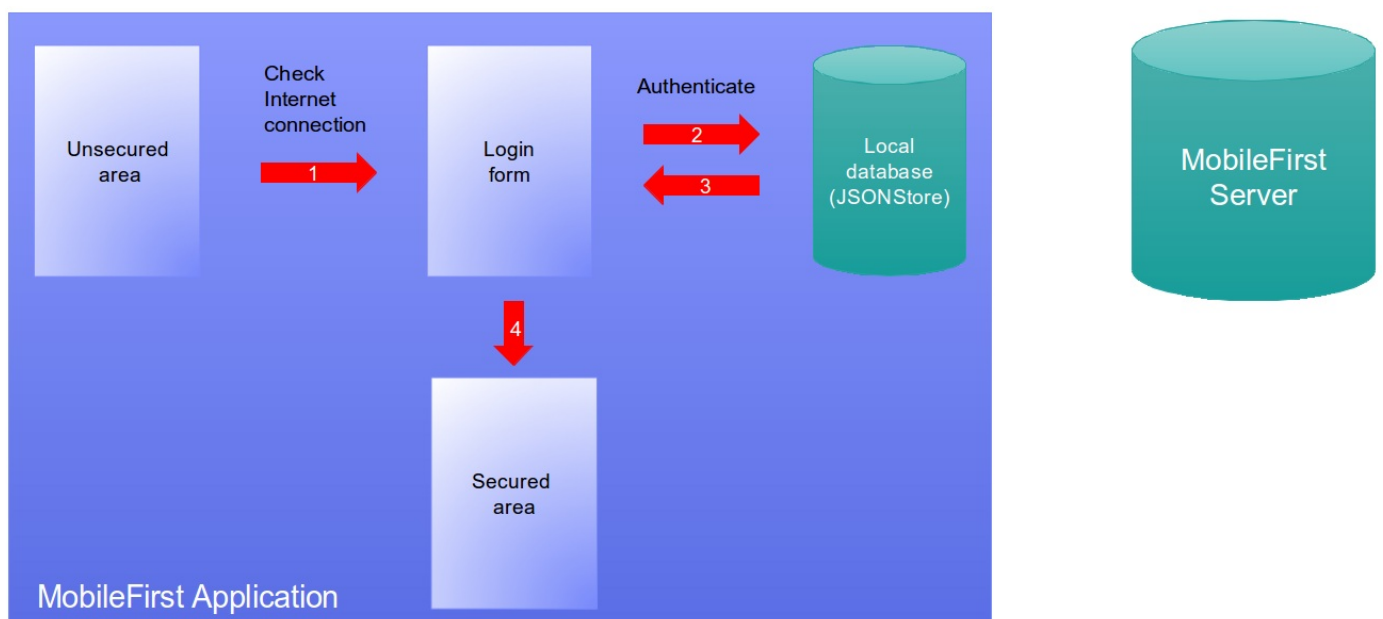 Unsecured
area
Check
Internet
connection
1
Login
form
Authenticate
2
3
Local
database
(JSONStore)
MobileFirst
Server
4
Secured
area
MobileFirst Application